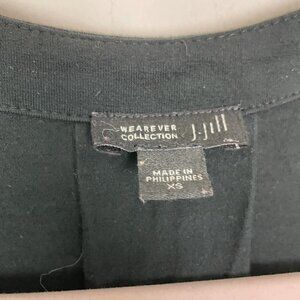 WEAREVER
COLLECTION J.Jill
MADE IN
PHILIPPINES
XS